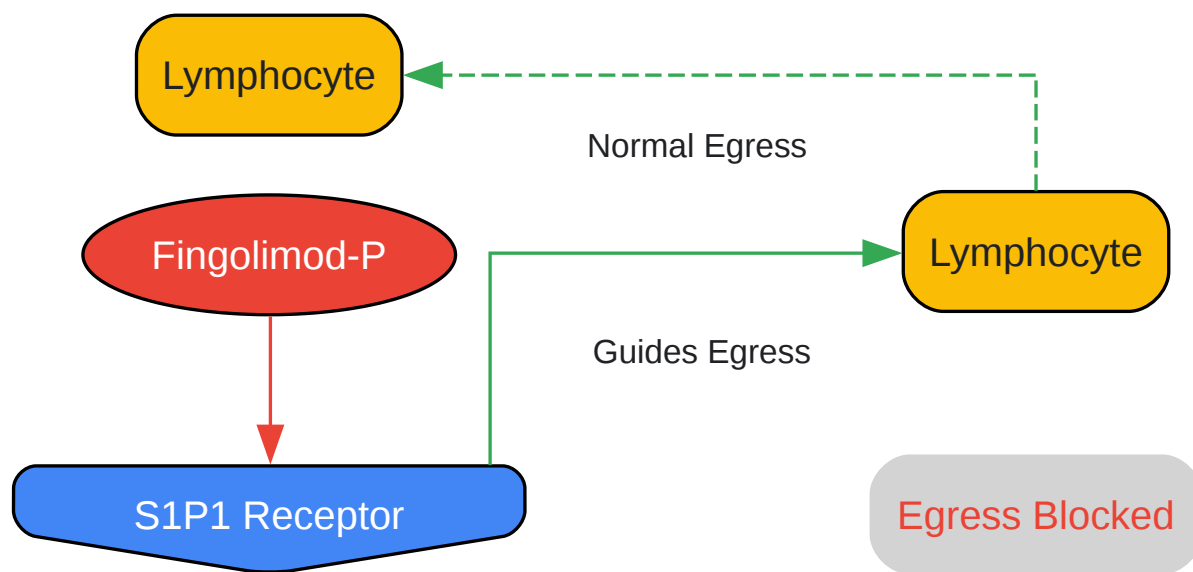 Lymphocyte
Normal Egress
Fingolimod-P
Lymphocyte
Guides Egress
S1P1 Receptor
Egress Blocked